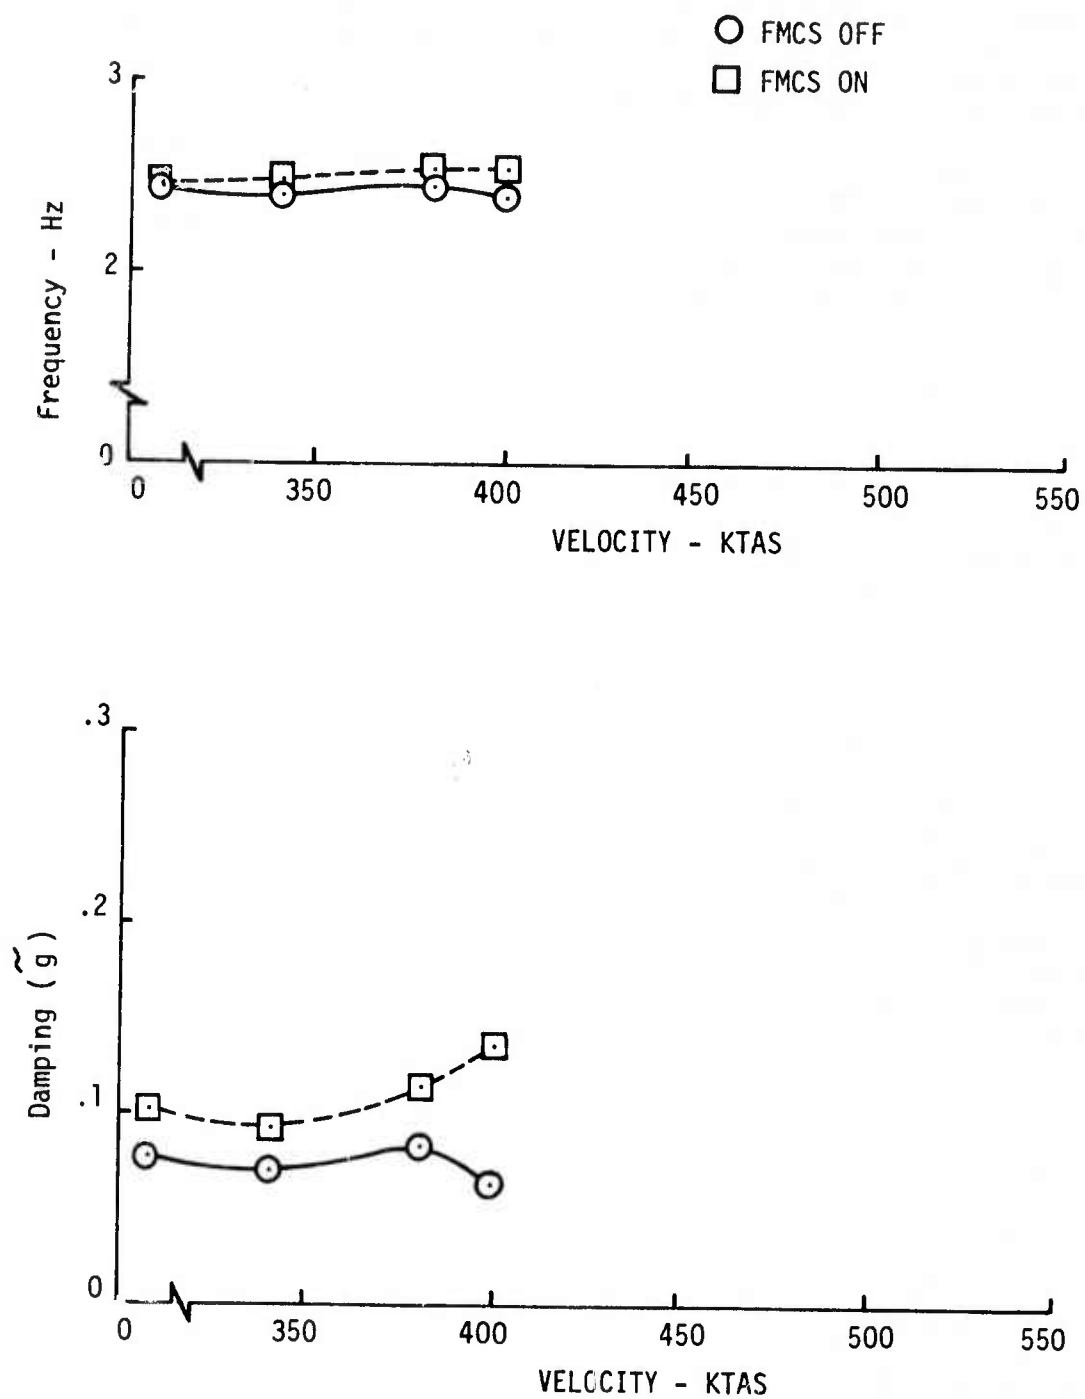 FMCS OFF
FMCS ON
3
2
0
Frequency - Hz
0 350 400 450 500 550
VELOCITY - KTAS
.3
.2
.1
0
Damping (g̃)
0 350 400 450 500 550
VELOCITY - KTAS